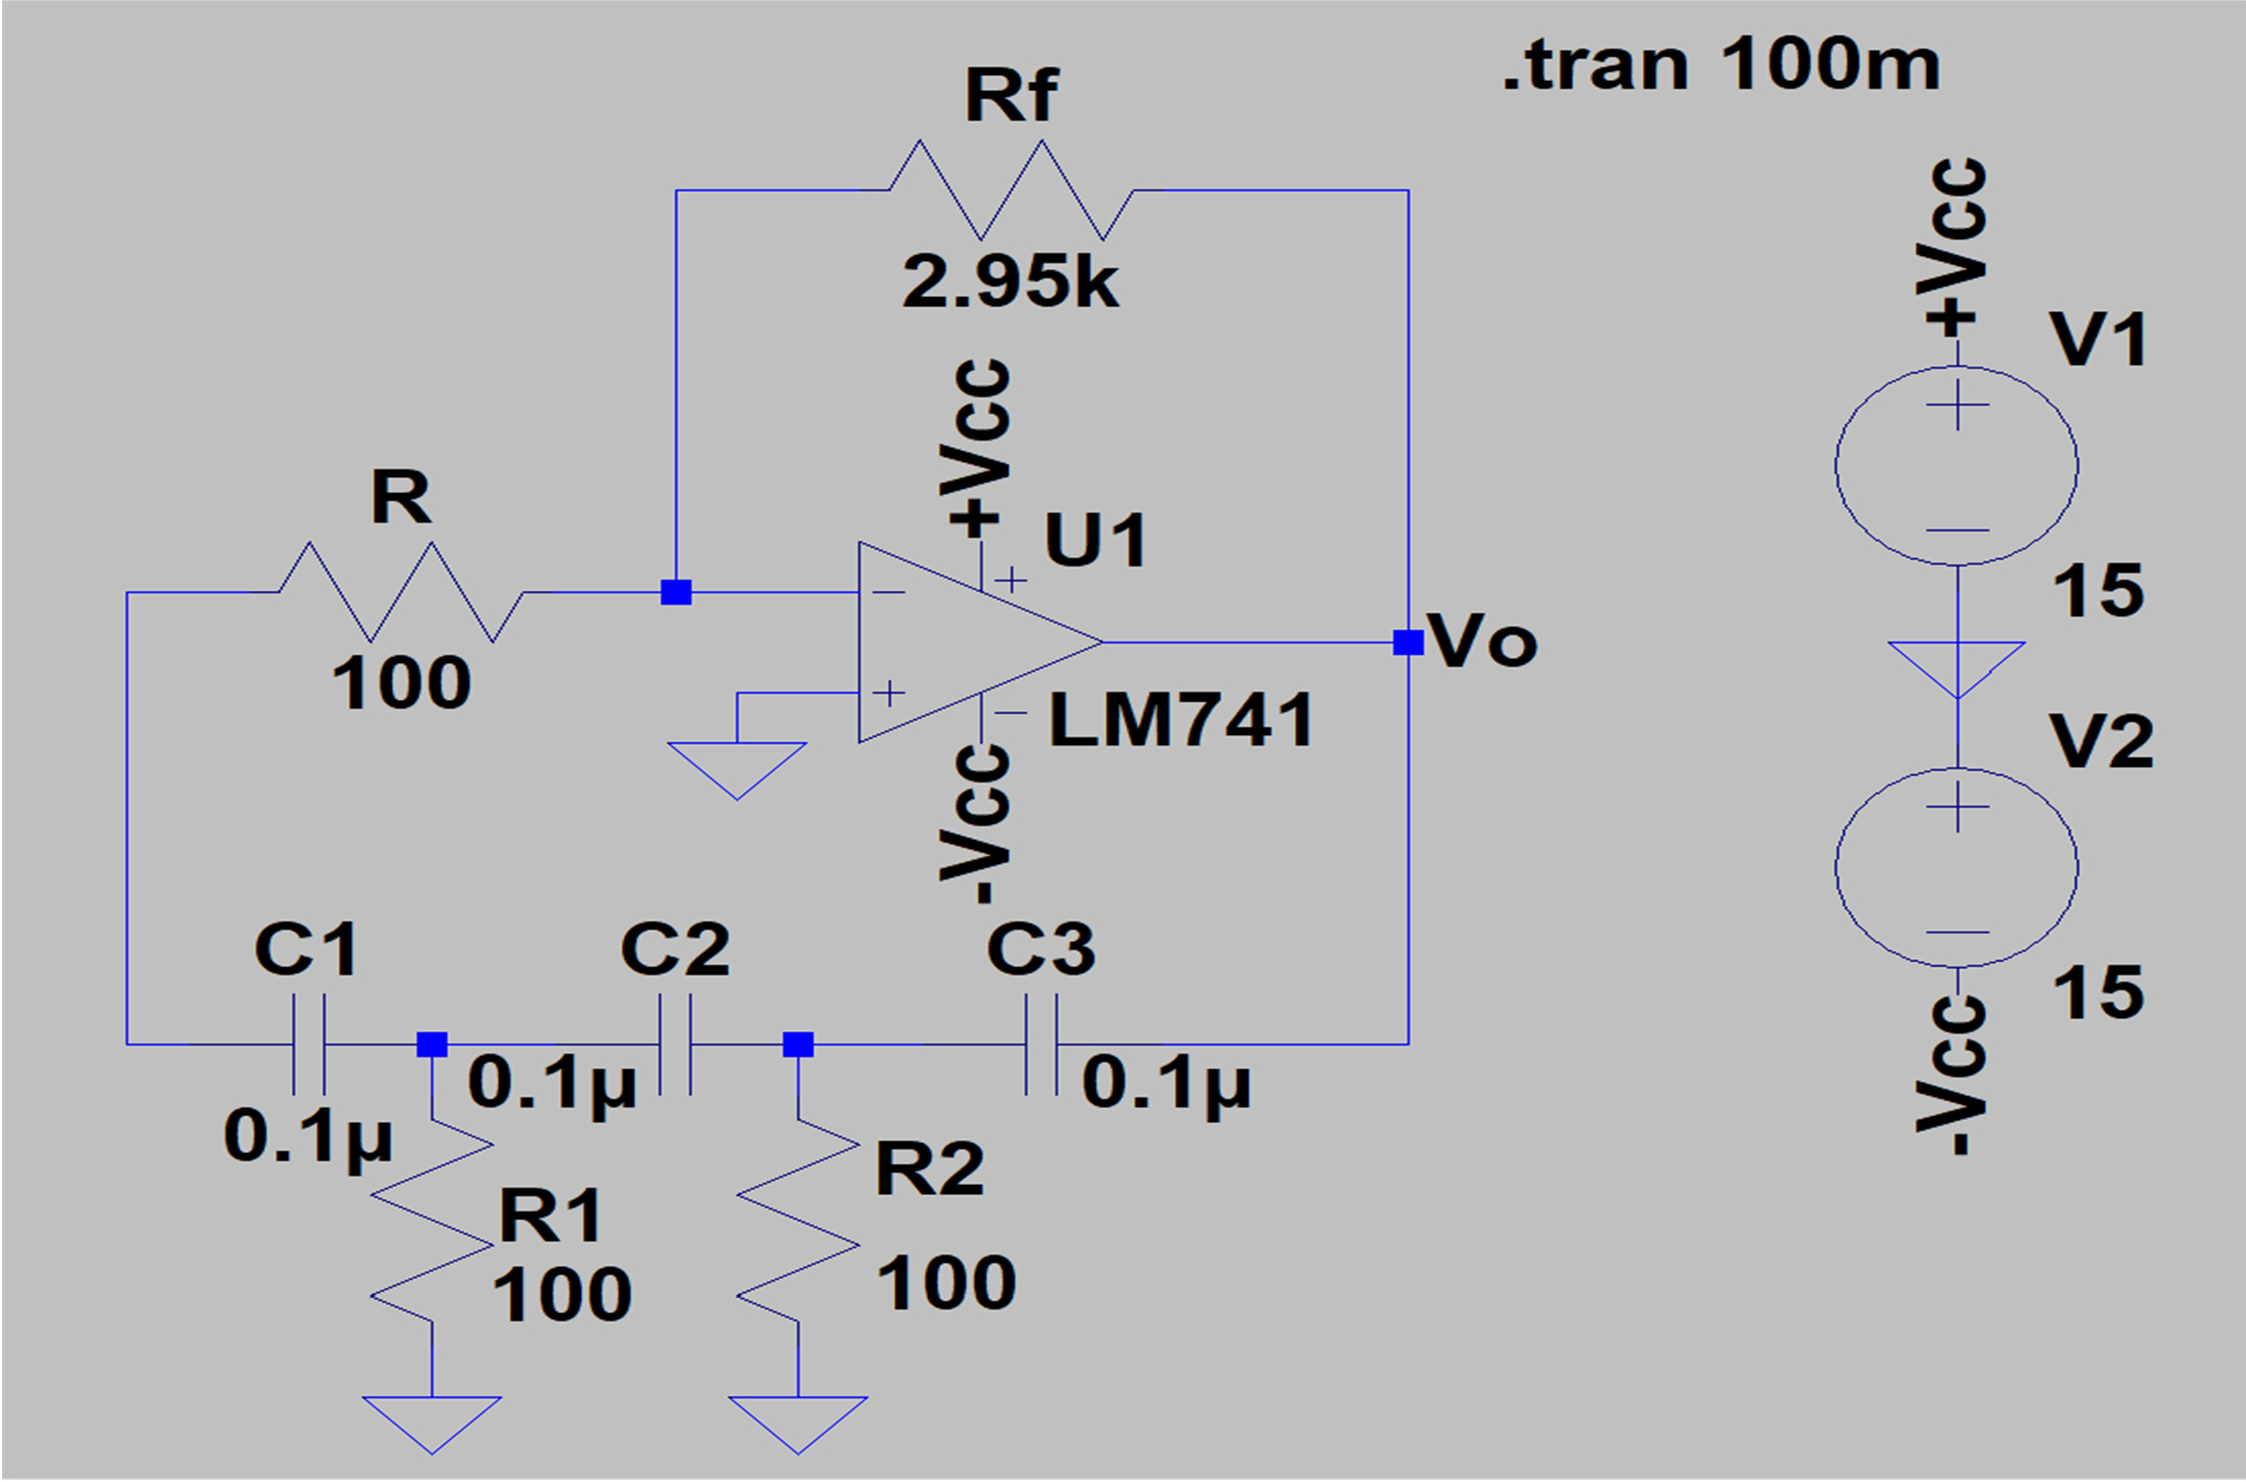 .tran 100m
Rf
2.95k
+Vcc
V1
15
+Vcc
U1
R
100
Vo
LM741
-Vcc
V2
15
-Vcc
C1
C2
C3
0.1µ
0.1µ
0.1µ
R1
100
R2
100